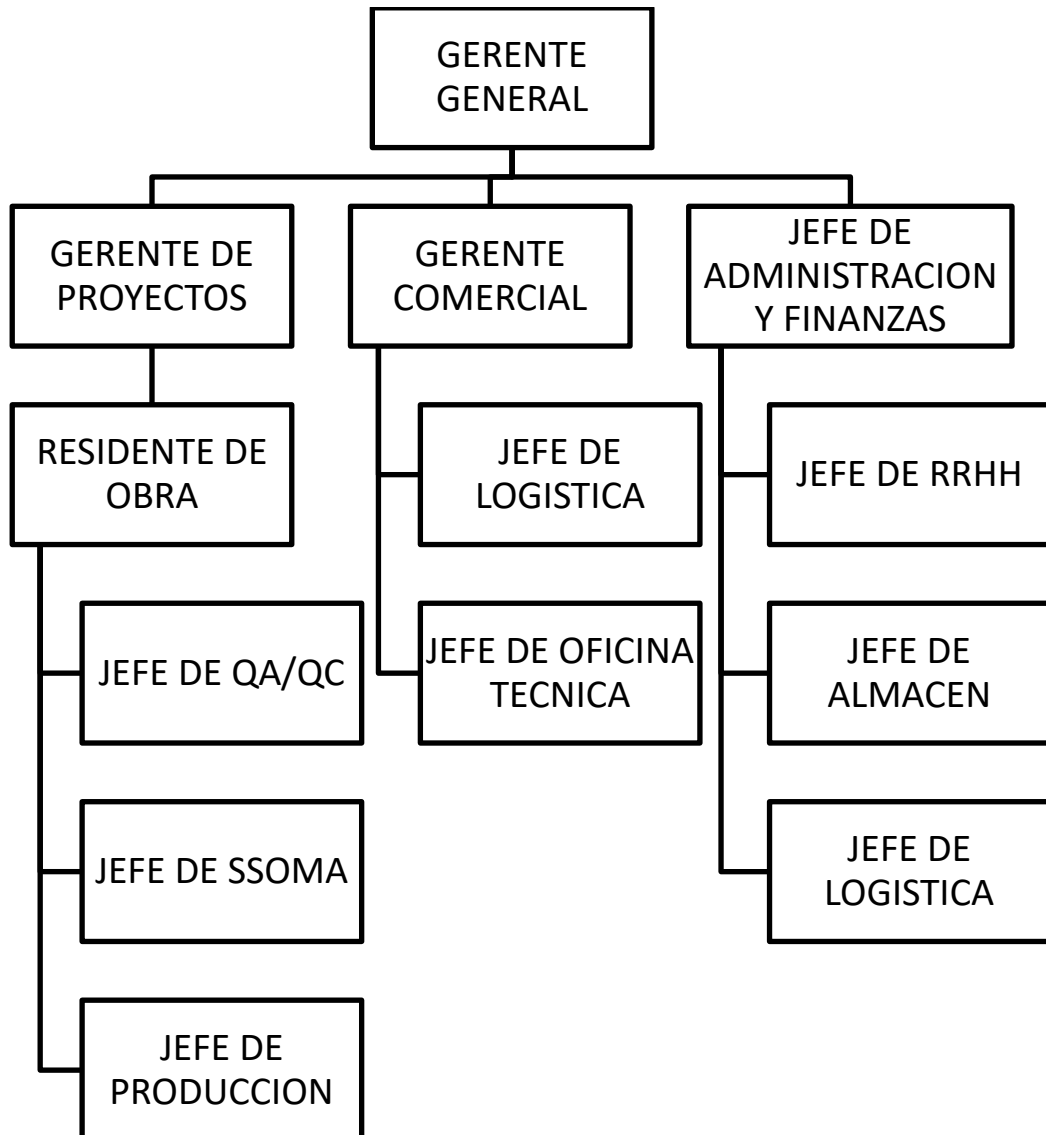 GERENTE
GENERAL
GERENTE DE
PROYECTOS
GERENTE
COMERCIAL
JEFE DE
ADMINISTRACION
Y FINANZAS
RESIDENTE DE
OBRA
JEFE DE
LOGISTICA
JEFE DE RRHH
JEFE DE QA/QC
JEFE DE OFICINA
TECNICA
JEFE DE
ALMACEN
JEFE DE SSOMA
JEFE DE
LOGISTICA
JEFE DE
PRODUCCION